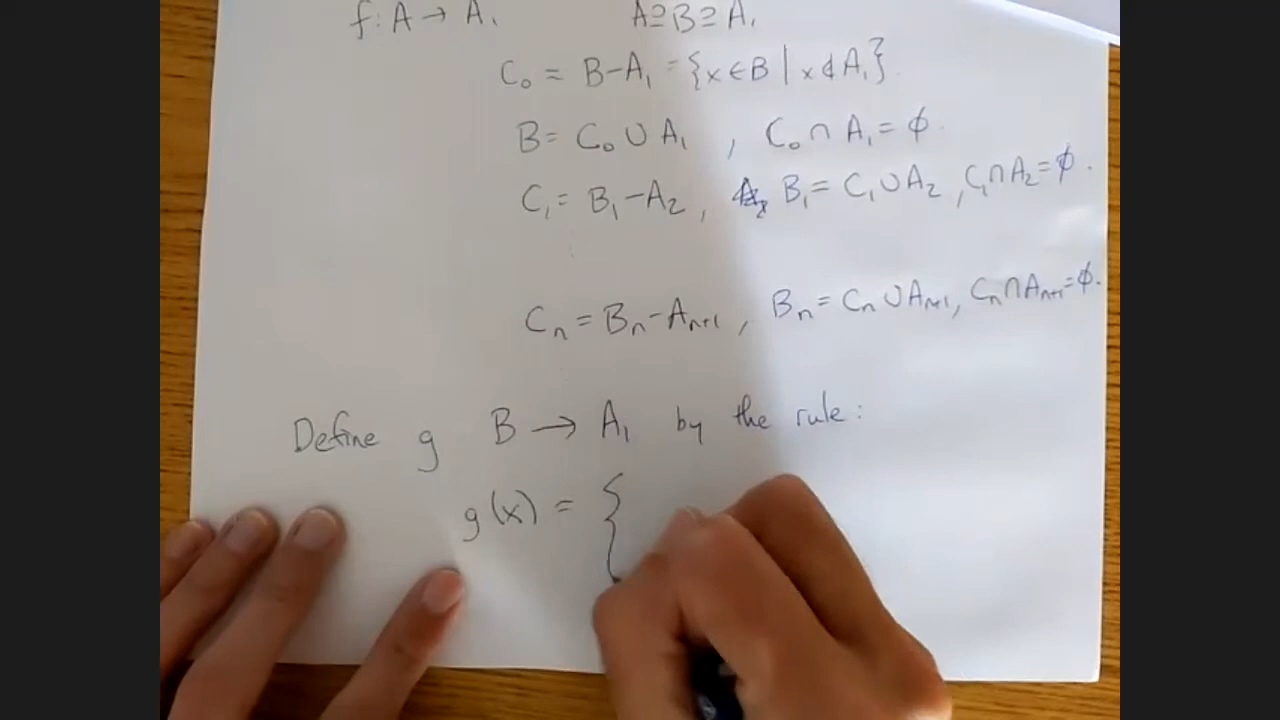 f: A → A₁ A ⊇ B ⊇ A₁
C₀ = B - A₁ = {x ∈ B | x ∉ A₁}
B = C₀ ∪ A₁ , C₀ ∩ A₁ = ϕ.
C₁ = B₁ - A₂ , B₁ = C₁ ∪ A₂ , C₁ ∩ A₂ = ϕ.
Cₙ = Bₙ - Aₙ₊₁ , Bₙ = Cₙ ∪ Aₙ₊₁ , Cₙ ∩ Aₙ₊₁ = ϕ.
Define g B → A₁ by the rule:
g(x) = {